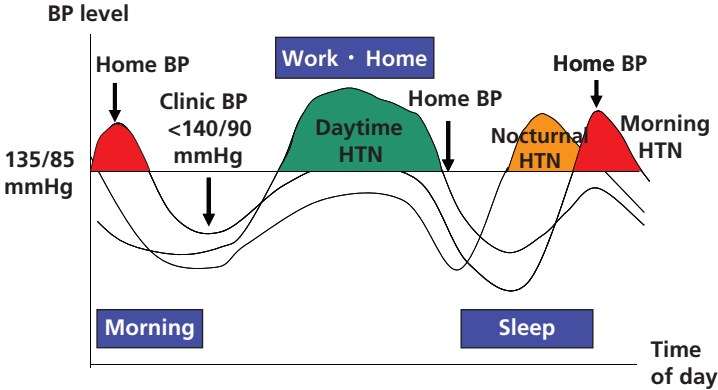 BP level
Home BP
Clinic BP
<140/90
mmHg
Work · Home
Daytime
HTN
Home BP
Home BP
Nocturnal
HTN
Morning
HTN
135/85
mmHg
Morning
Sleep
Time
of day